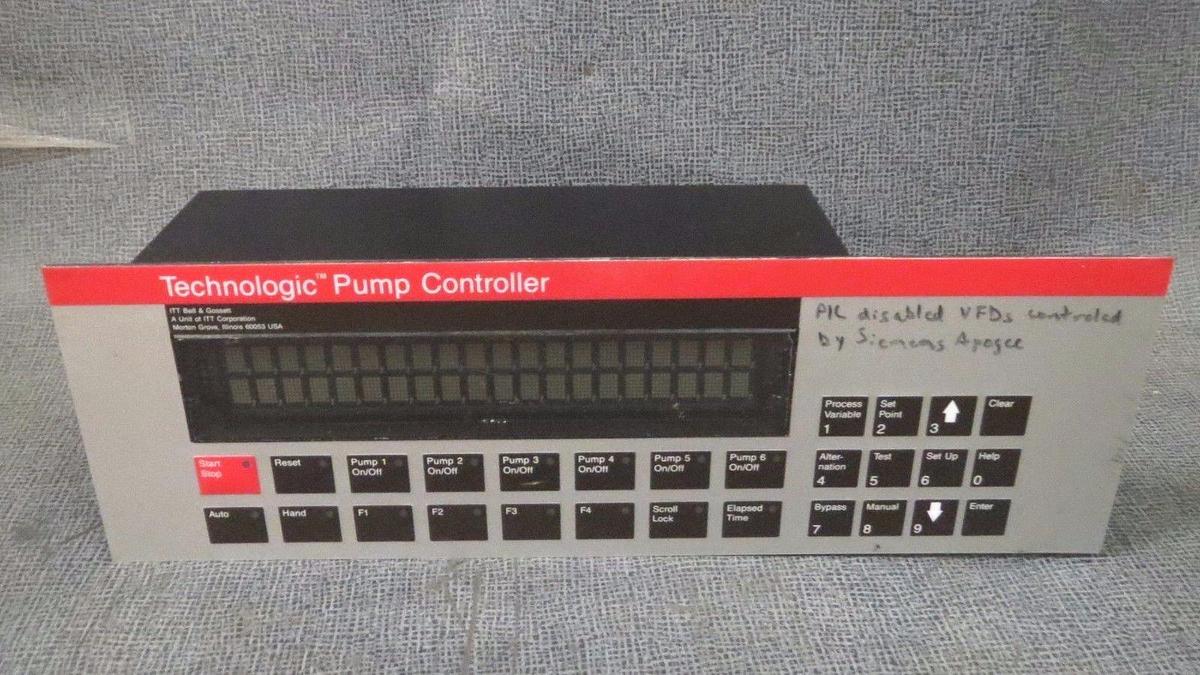 Technologic™ Pump Controller
ITT Bell & Gossett
A Unit of ITT Corporation
Morton Grove, Illinois 60053 USA
PIC disabled VFDs controled
by Siemens Apogee
Process Variable 1
Set Point 2
3
Clear
Alter-nation 4
Test 5
Set Up 6
Help 0
Bypass 7
Manual 8
9
Enter
Start Stop
Reset
Pump 1 On/Off
Pump 2 On/Off
Pump 3 On/Off
Pump 4 On/Off
Pump 5 On/Off
Pump 6 On/Off
Auto
Hand
F1
F2
F3
F4
Scroll Lock
Elapsed Time